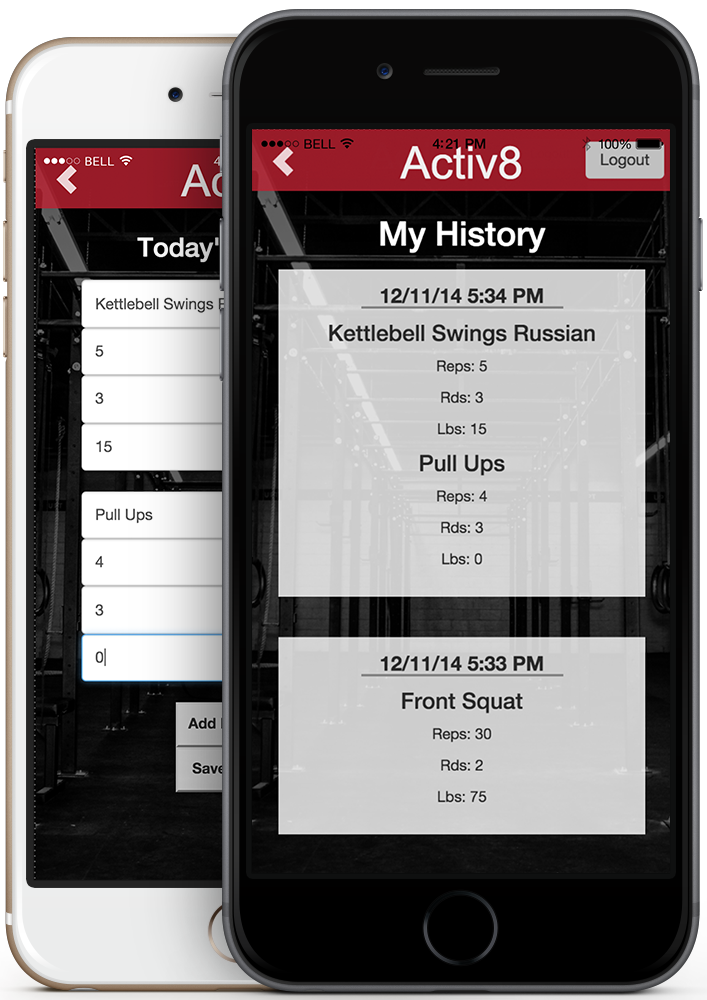 BELL
4
Ac
Today'
Kettlebell Swings
5
3
15
Pull Ups
4
3
0
Add
Save
BELL 4:21 PM 100%
Activ8
Logout
My History
12/11/14 5:34 PM
Kettlebell Swings Russian
Reps: 5
Rds: 3
Lbs: 15
Pull Ups
Reps: 4
Rds: 3
Lbs: 0
12/11/14 5:33 PM
Front Squat
Reps: 30
Rds: 2
Lbs: 75